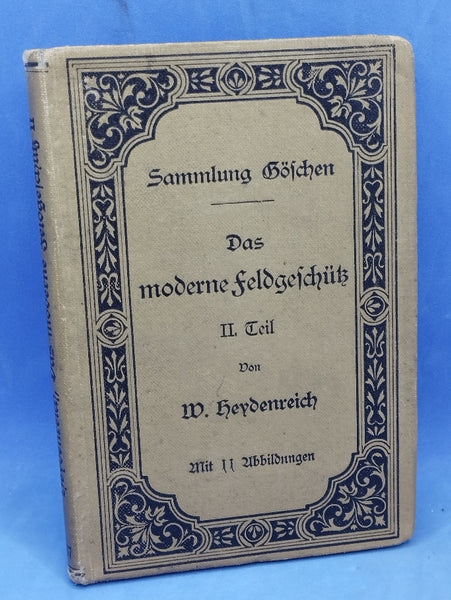 Sammlung Göschen
Das
moderne Feldgeschütz
II. Teil
Von
W. Heydenreich
Mit 11 Abbildungen